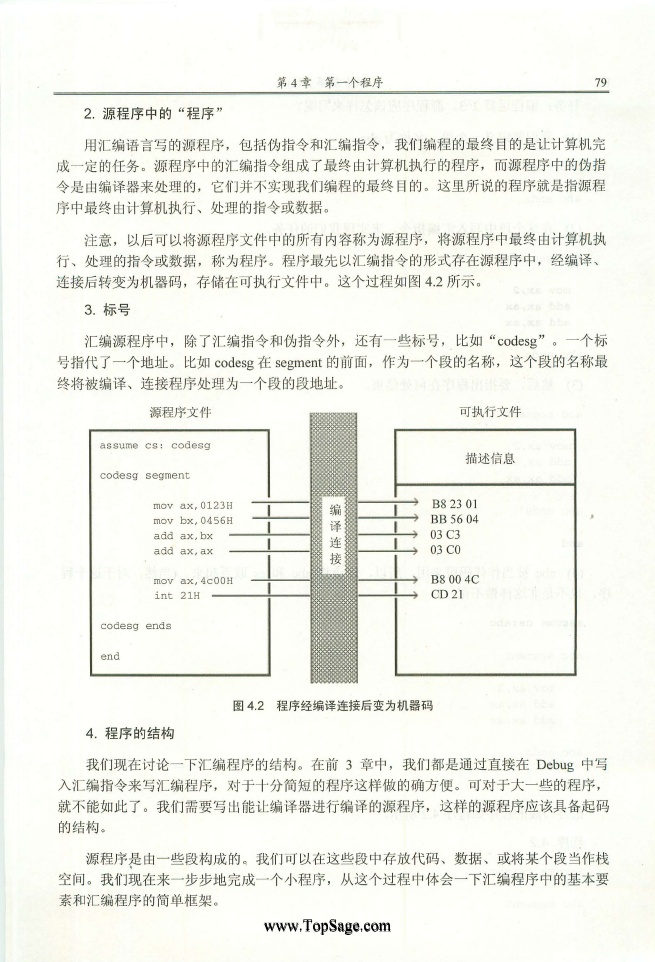 第 4 章 第一个程序 79
2. 源程序中的“程序”
用汇编语言写的源程序，包括伪指令和汇编指令，我们编程的最终目的是让计算机完
成一定的任务。源程序中的汇编指令组成了最终由计算机执行的程序，而源程序中的伪指
令是由编译器来处理的，它们并不实现我们编程的最终目的。这里所说的程序就是指源程
序中最终由计算机执行、处理的指令或数据。
注意，以后可以将源程序文件中的所有内容称为源程序，将源程序中最终由计算机执
行、处理的指令或数据，称为程序。程序最先以汇编指令的形式存在源程序中，经编译、
连接后转变为机器码，存储在可执行文件中。这个过程如图 4.2 所示。
3. 标号
汇编源程序中，除了汇编指令和伪指令外，还有一些标号，比如“codesg”。一个标
号指代了一个地址。比如 codesg 在 segment 的前面，作为一个段的名称，这个段的名称最
终将被编译、连接程序处理为一个段的段地址。
源程序文件
assume cs: codesg
codesg segment
mov ax,0123H
mov bx,0456H
add ax,bx
add ax,ax
mov ax,4c00H
int 21H
codesg ends
end
编译连接
可执行文件
描述信息
B8 23 01
BB 56 04
03 C3
03 C0
B8 00 4C
CD 21
图 4.2 程序经编译连接后变为机器码
4. 程序的结构
我们现在讨论一下汇编程序的结构。在前 3 章中，我们都是通过直接在 Debug 中写
入汇编指令来写汇编程序，对于十分简短的程序这样做的确方便。可对于大一些的程序，
就不能如此了。我们需要写出能让编译器进行编译的源程序，这样的源程序应该具备起码
的结构。
源程序是由一些段构成的。我们可以在这些段中存放代码、数据、或将某个段当作栈
空间。我们现在来一步步地完成一个小程序，从这个过程中体会一下汇编程序中的基本要
素和汇编程序的简单框架。
www.TopSage.com